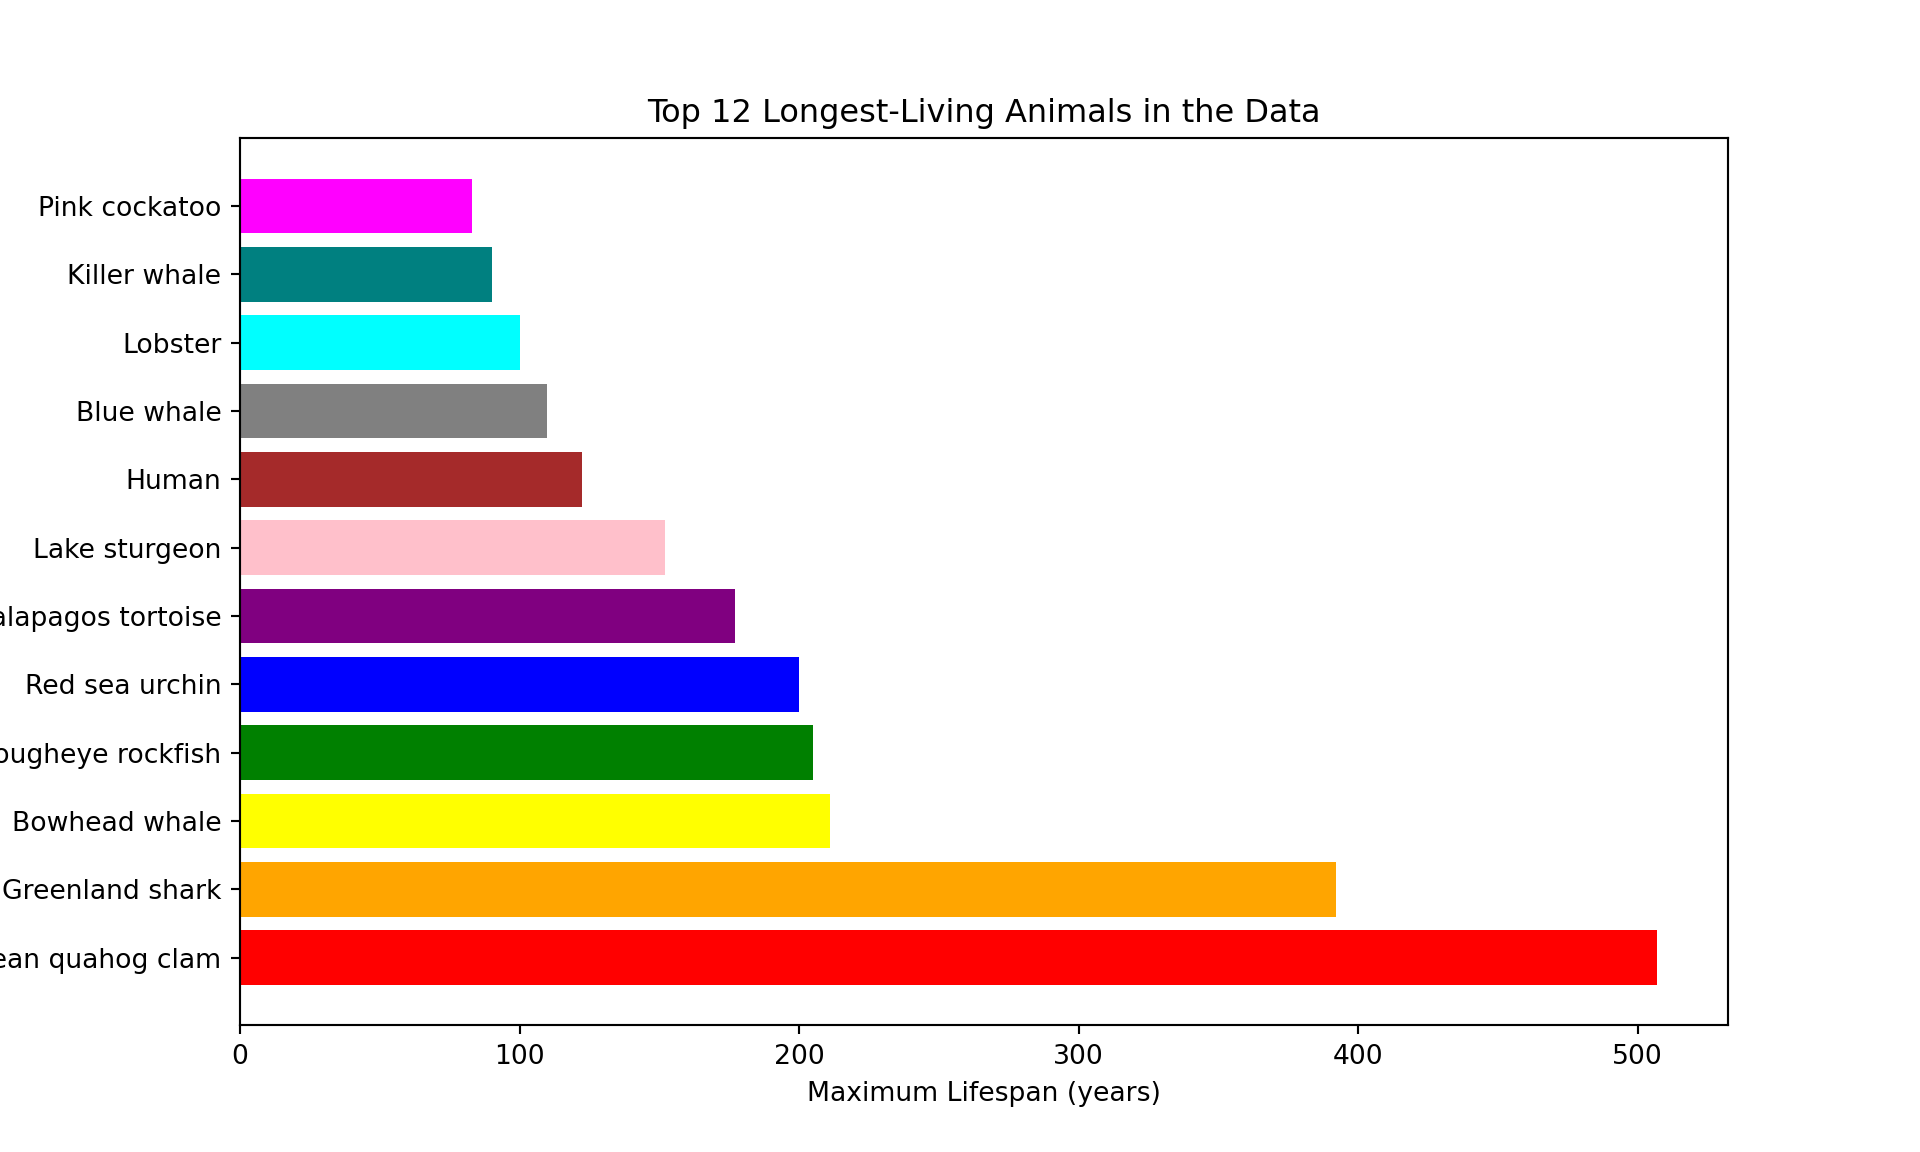 Top 12 Longest-Living Animals in the Data
Pink cockatoo
Killer whale
Lobster
Blue whale
Human
Lake sturgeon
alapagos tortoise
Red sea urchin
ougheye rockfish
Bowhead whale
Greenland shark
ean quahog clam
0 100 200 300 400 500
Maximum Lifespan (years)